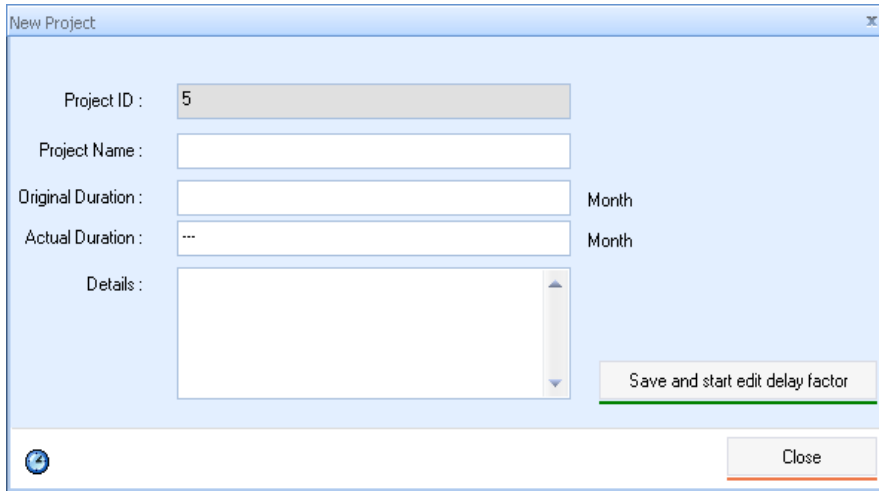 New Project x
Project ID : 5
Project Name :
Original Duration : Month
Actual Duration : --- Month
Details :
Save and start edit delay factor
Close